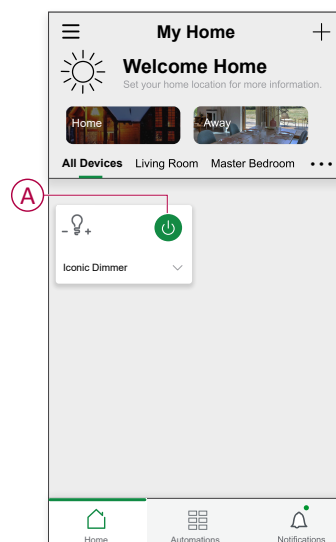 My Home
Welcome Home
Set your home location for more information.
Home Away
All Devices Living Room Master Bedroom •••
A
- +
Iconic Dimmer
Home Automations Notifications